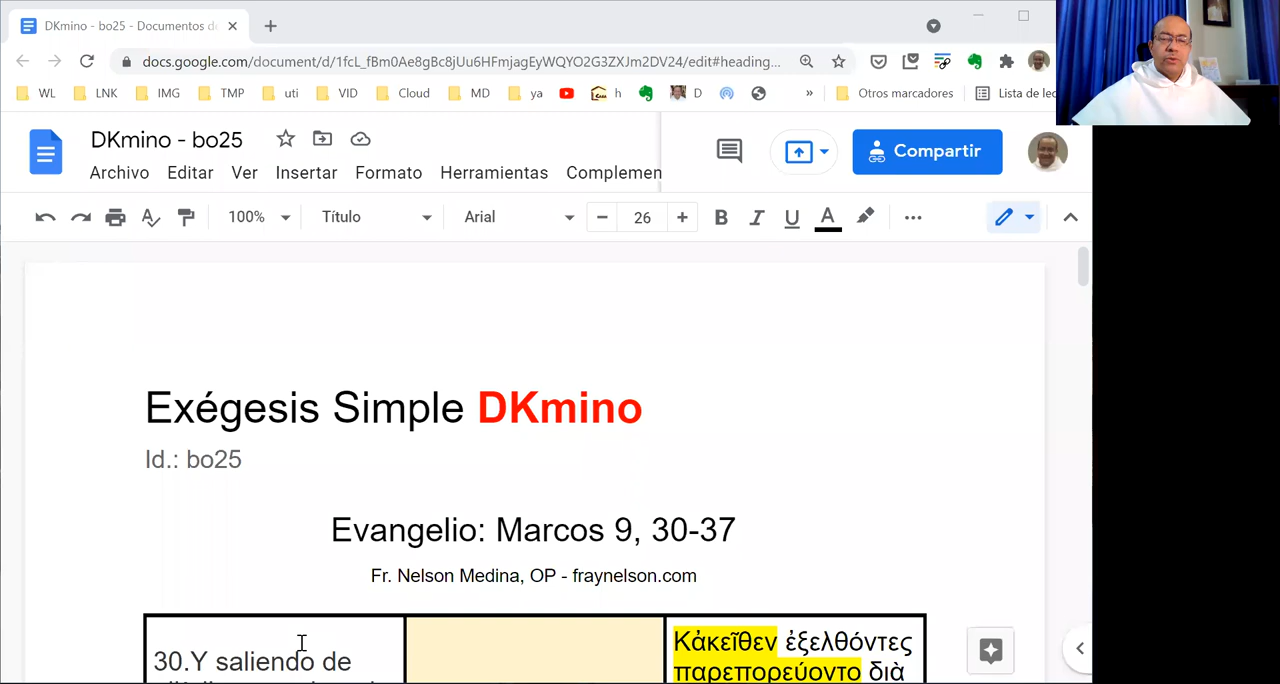 DKmino - bo25 - Documentos de
docs.google.com/document/d/1fcL_fBm0Ae8gBc8jUu6HFmjagEyWQYO2G3ZXJm2DV24/edit#heading...
WL LNK IMG TMP uti VID Cloud MD ya h D » Otros marcadores Lista de lec
DKmino - bo25
Compartir
Archivo Editar Ver Insertar Formato Herramientas Complemen
100% Título Arial − 26 + B I U A
Exégesis Simple DKmino
Id.: bo25
Evangelio: Marcos 9, 30-37
Fr. Nelson Medina, OP - fraynelson.com
30.Y saliendo de
Κἀκεῖθεν ἐξελθόντες
παρεπορεύοντο διὰ